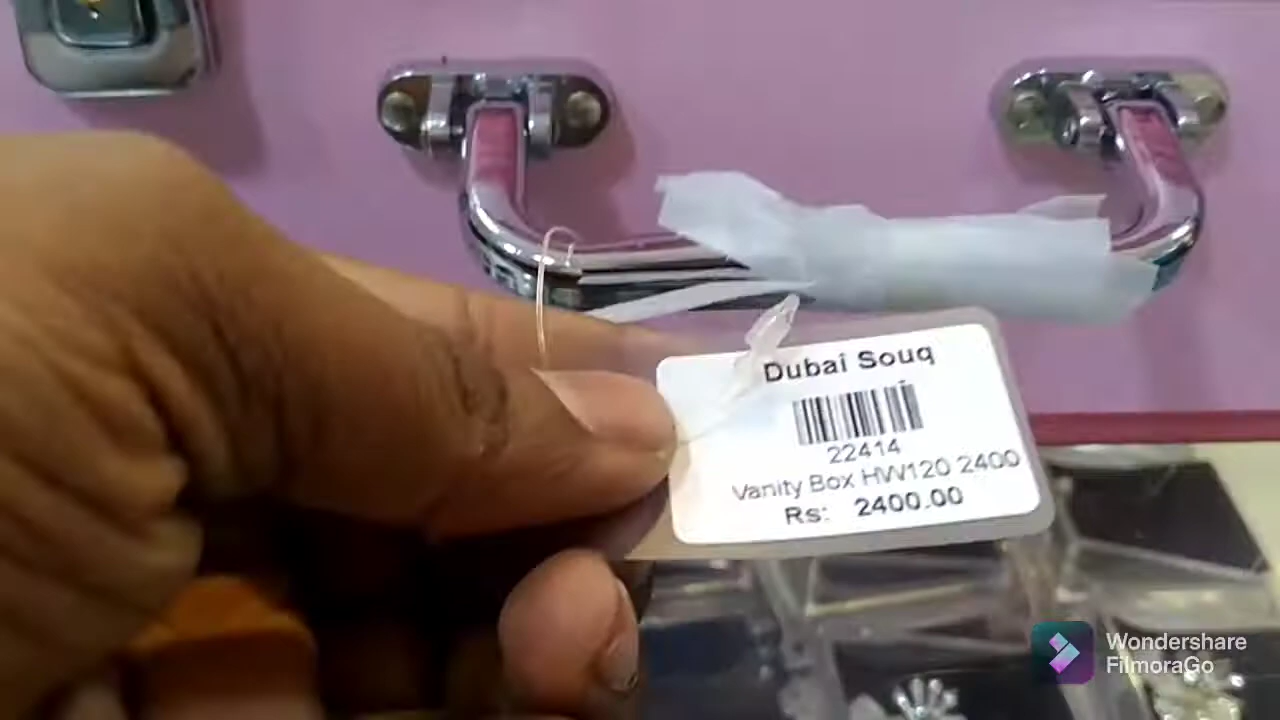 Dubai Souq
22414
Vanity Box HW120 2400
Rs: 2400.00
Wondershare
FilmoraGo